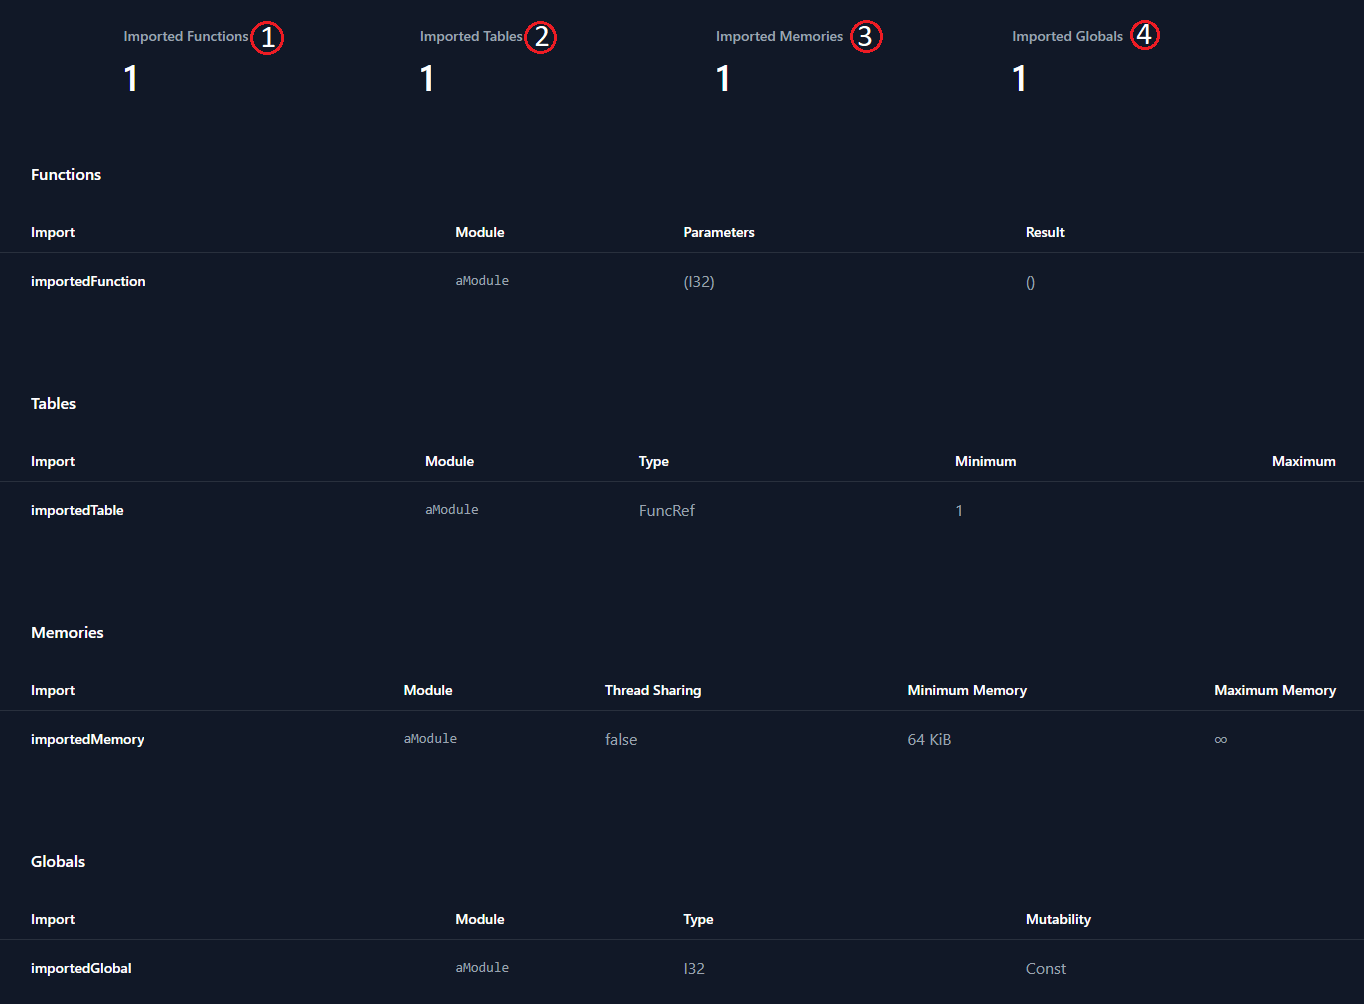 Imported Functions 1 Imported Tables 2 Imported Memories 3 Imported Globals 4
1 1 1 1
Functions
Import Module Parameters Result
importedFunction aModule (I32) ()
Tables
Import Module Type Minimum Maximum
importedTable aModule FuncRef 1
Memories
Import Module Thread Sharing Minimum Memory Maximum Memory
importedMemory aModule false 64 KiB ∞
Globals
Import Module Type Mutability
importedGlobal aModule I32 Const